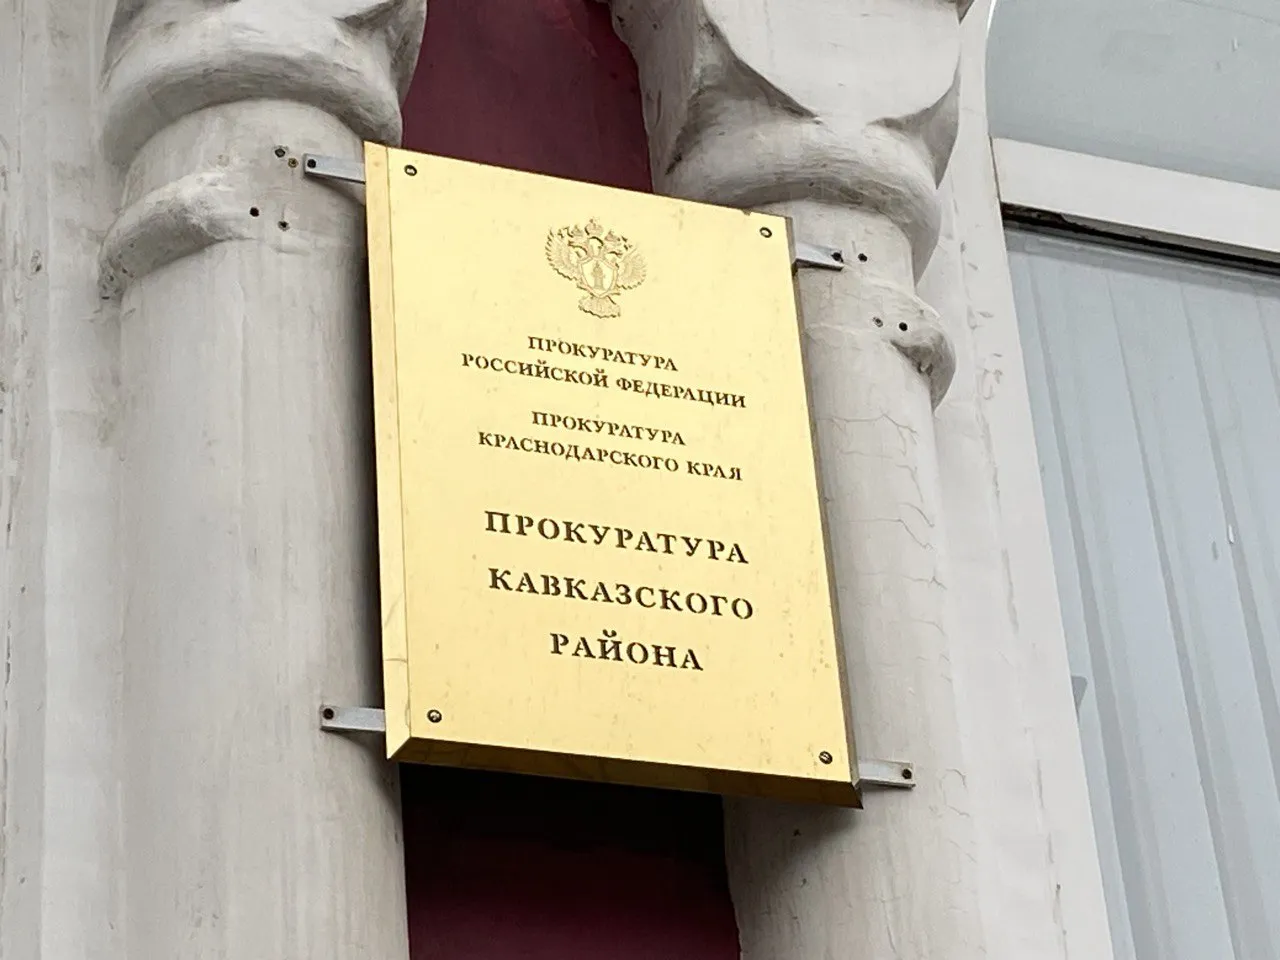 ПРОКУРАТУРА
РОССИЙСКОЙ ФЕДЕРАЦИИ
ПРОКУРАТУРА
КРАСНОДАРСКОГО КРАЯ
ПРОКУРАТУРА
КАВКАЗСКОГО
РАЙОНА